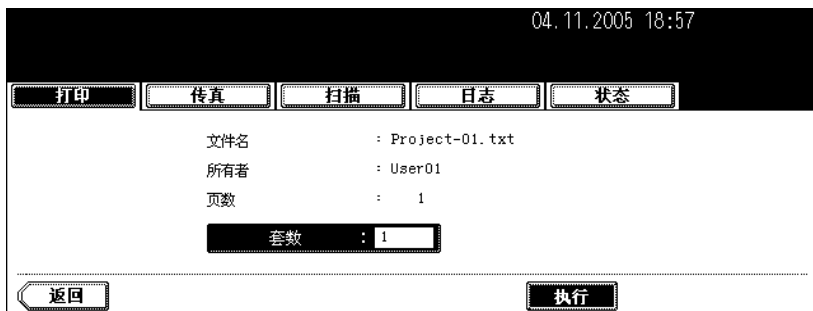 04.11.2005 18:57
打印 传真 扫描 日志 状态
文件名 : Project-01.txt
所有者 : User01
页数 : 1
套数 : 1
返回 执行